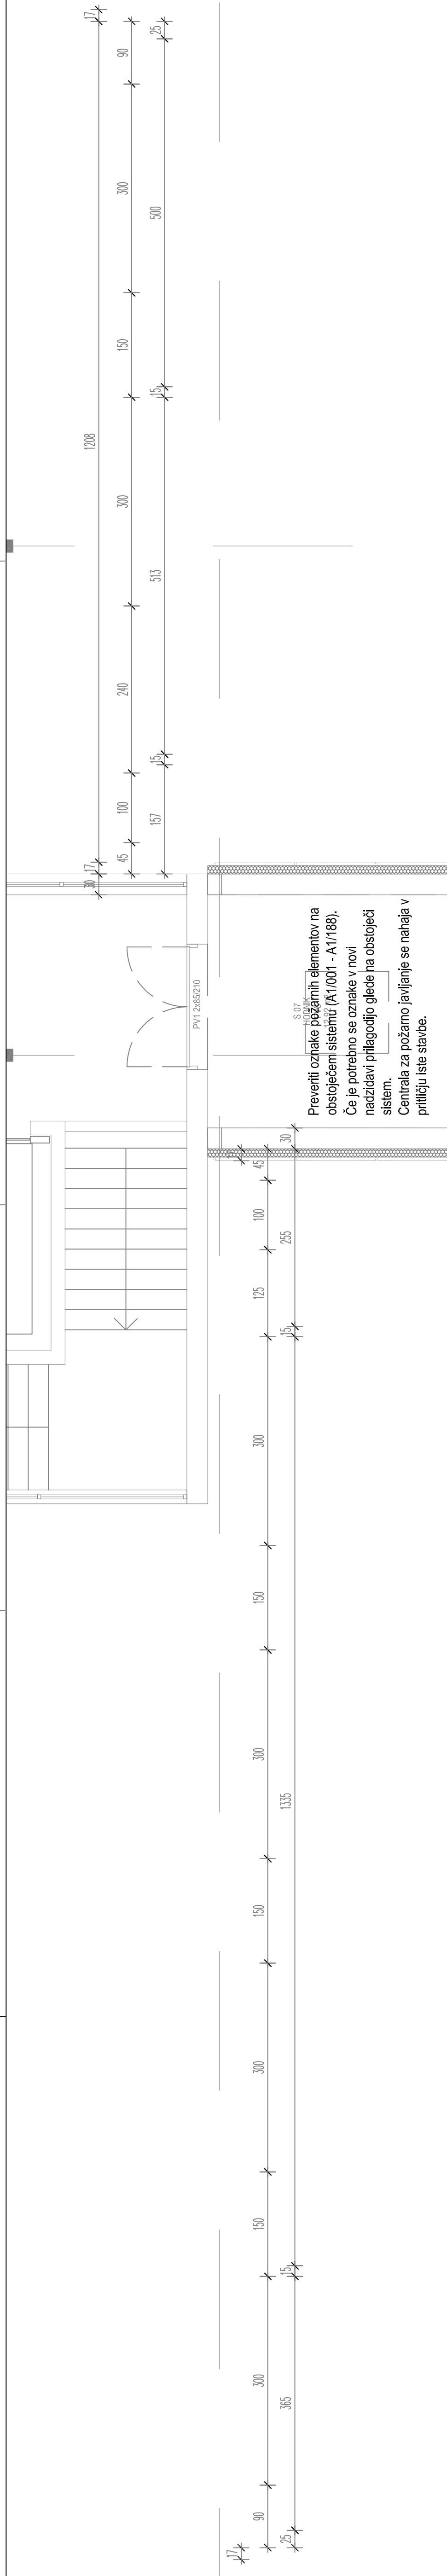 30 17 1208 17
45 100 240 300 150 300 90
157 15 513 15 500 25
PV1 2x85/210
17
90 300 150 300 150 300 150 300 125 100 45
25 365 15 1335 15 255 30
S 07
HODNIK
Preveriti oznake požarnih elementov na
obstoječem sistemu (A1/001 - A1/188).
Če je potrebno se oznake v novi
nadzidavi prilagodijo glede na obstoječi
sistem.
Centrala za požarno javljanje se nahaja v
pritličju iste stavbe.